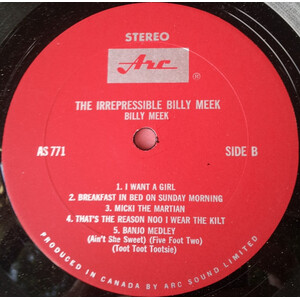 STEREO
Arc
®
THE IRREPRESSIBLE BILLY MEEK
BILLY MEEK
AS 771
SIDE B
1. I WANT A GIRL
2. BREAKFAST IN BED ON SUNDAY MORNING
3. MICKI THE MARTIAN
4. THAT'S THE REASON NOO I WEAR THE KILT
5. BANJO MEDLEY
(Ain't She Sweet) (Five Foot Two)
(Toot Toot Tootsie)
PRODUCED IN CANADA BY ARC SOUND LIMITED